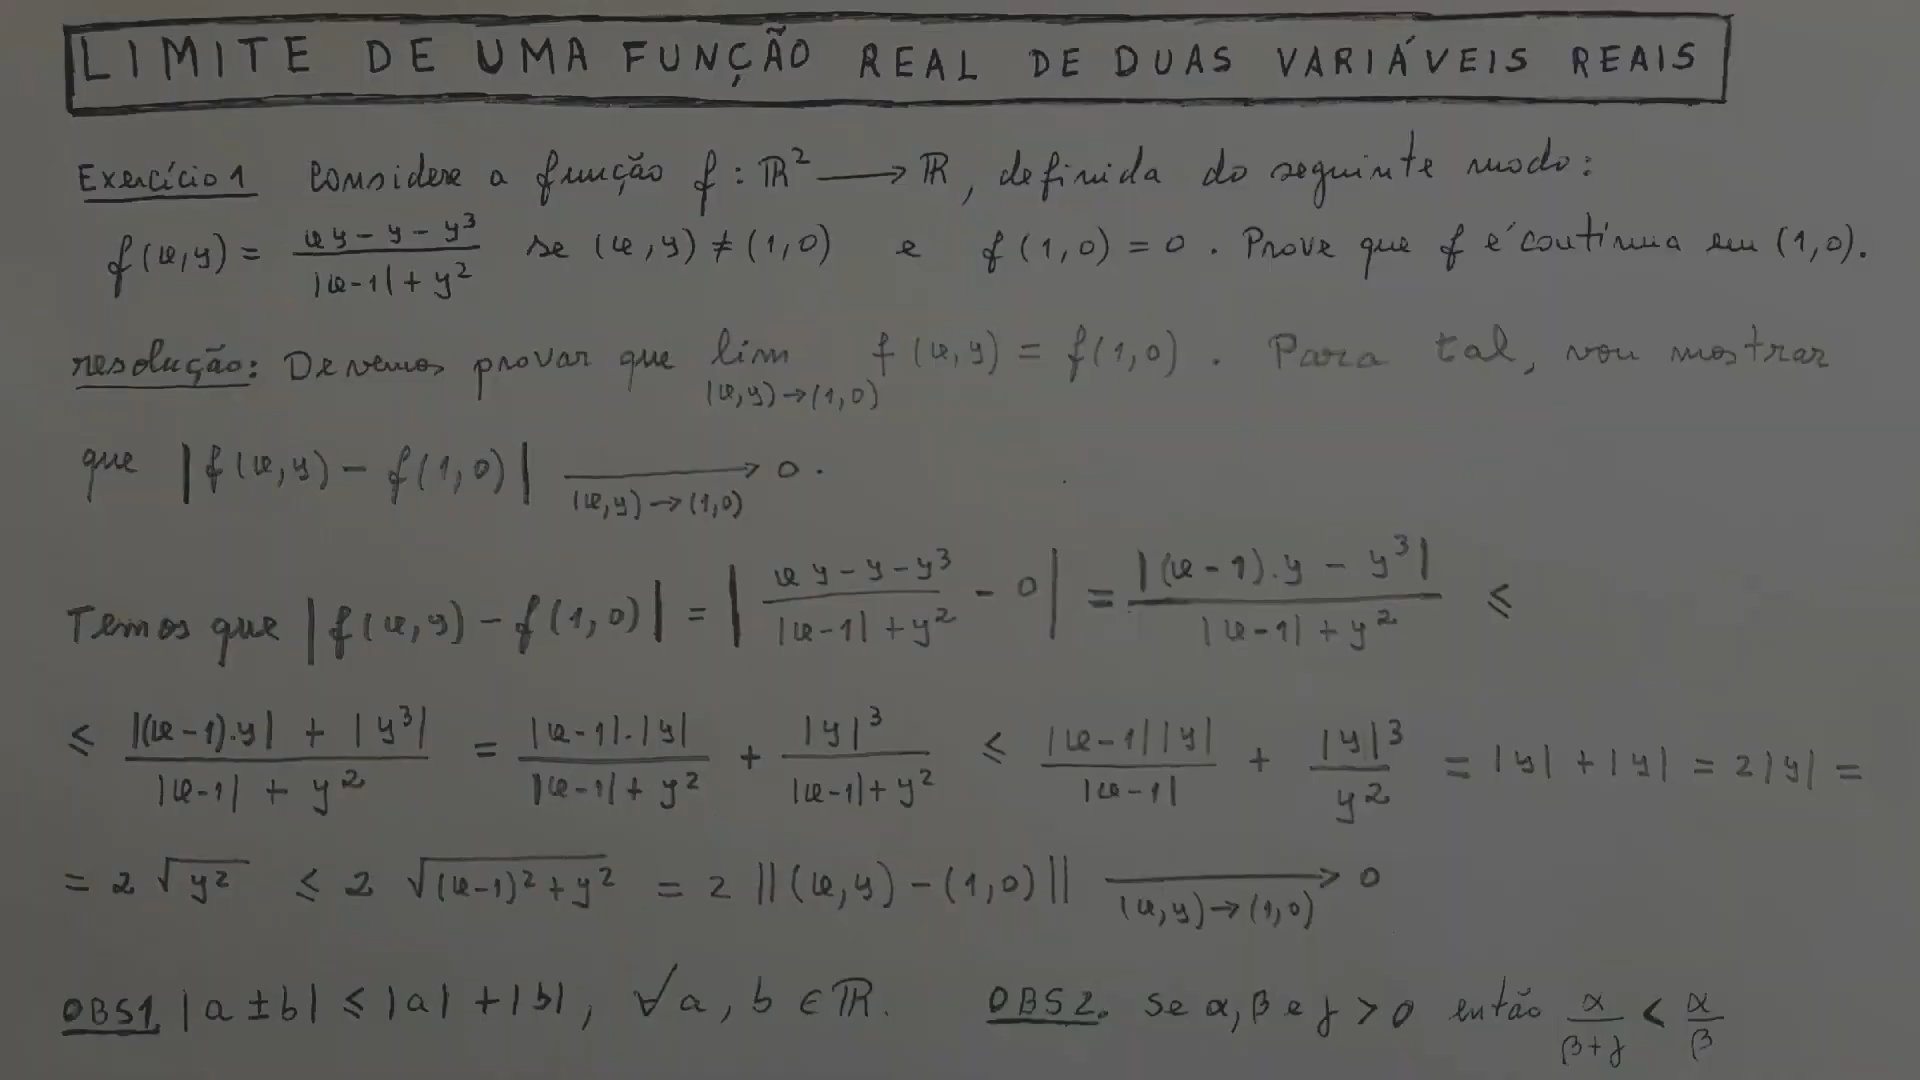 LIMITE DE UMA FUNÇÃO REAL DE DUAS VARIÁVEIS REAIS
Exercício 1 Considere a função f : ℝ² ⟶ ℝ, definida do seguinte modo:
f(x,y) = (xy - y - y³)/(|x-1| + y²) se (x,y) ≠ (1,0) e f(1,0) = 0. Prove que f é contínua em (1,0).
resolução: Devemos provar que lim_{(x,y)→(1,0)} f(x,y) = f(1,0). Para tal, vou mostrar
que |f(x,y) - f(1,0)| ⟶_{(x,y)→(1,0)} 0.
Temos que |f(x,y) - f(1,0)| = |(xy - y - y³)/(|x-1| + y²) - 0| = |(x-1).y - y³|/(|x-1| + y²) ≤
≤ (|(x-1).y| + |y³|)/(|x-1| + y²) = (|x-1|.|y|)/(|x-1| + y²) + |y|³/(|x-1| + y²) ≤ (|x-1||y|)/|x-1| + |y|³/y² = |y| + |y| = 2|y| =
= 2 √(y²) ≤ 2 √((x-1)² + y²) = 2 ||(x,y) - (1,0)|| ⟶_{(x,y)→(1,0)} 0
OBS1. |a ± b| ≤ |a| + |b|, ∀ a, b ∈ ℝ. OBS2. Se α, β e γ > 0 então α/(β+γ) < α/β